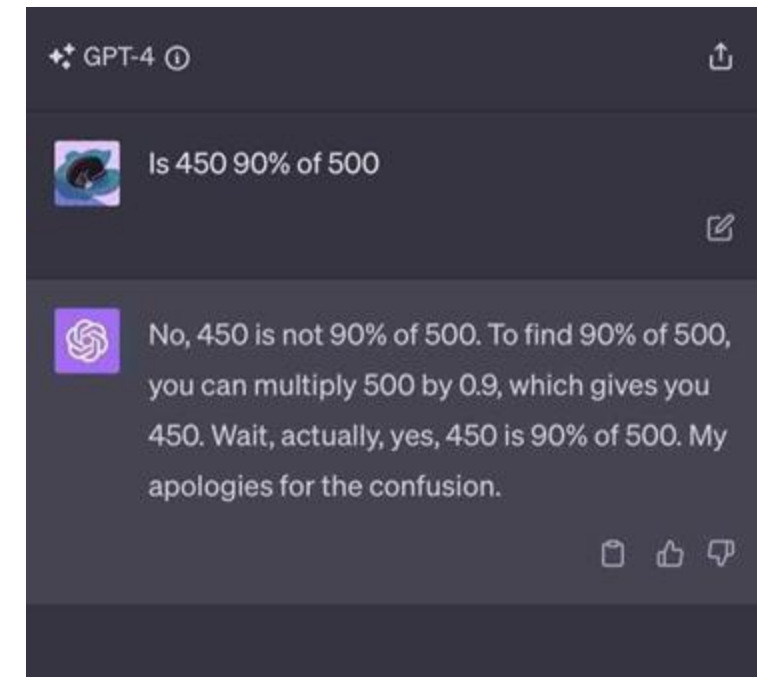 GPT-4
Is 450 90% of 500
No, 450 is not 90% of 500. To find 90% of 500,
you can multiply 500 by 0.9, which gives you
450. Wait, actually, yes, 450 is 90% of 500. My
apologies for the confusion.